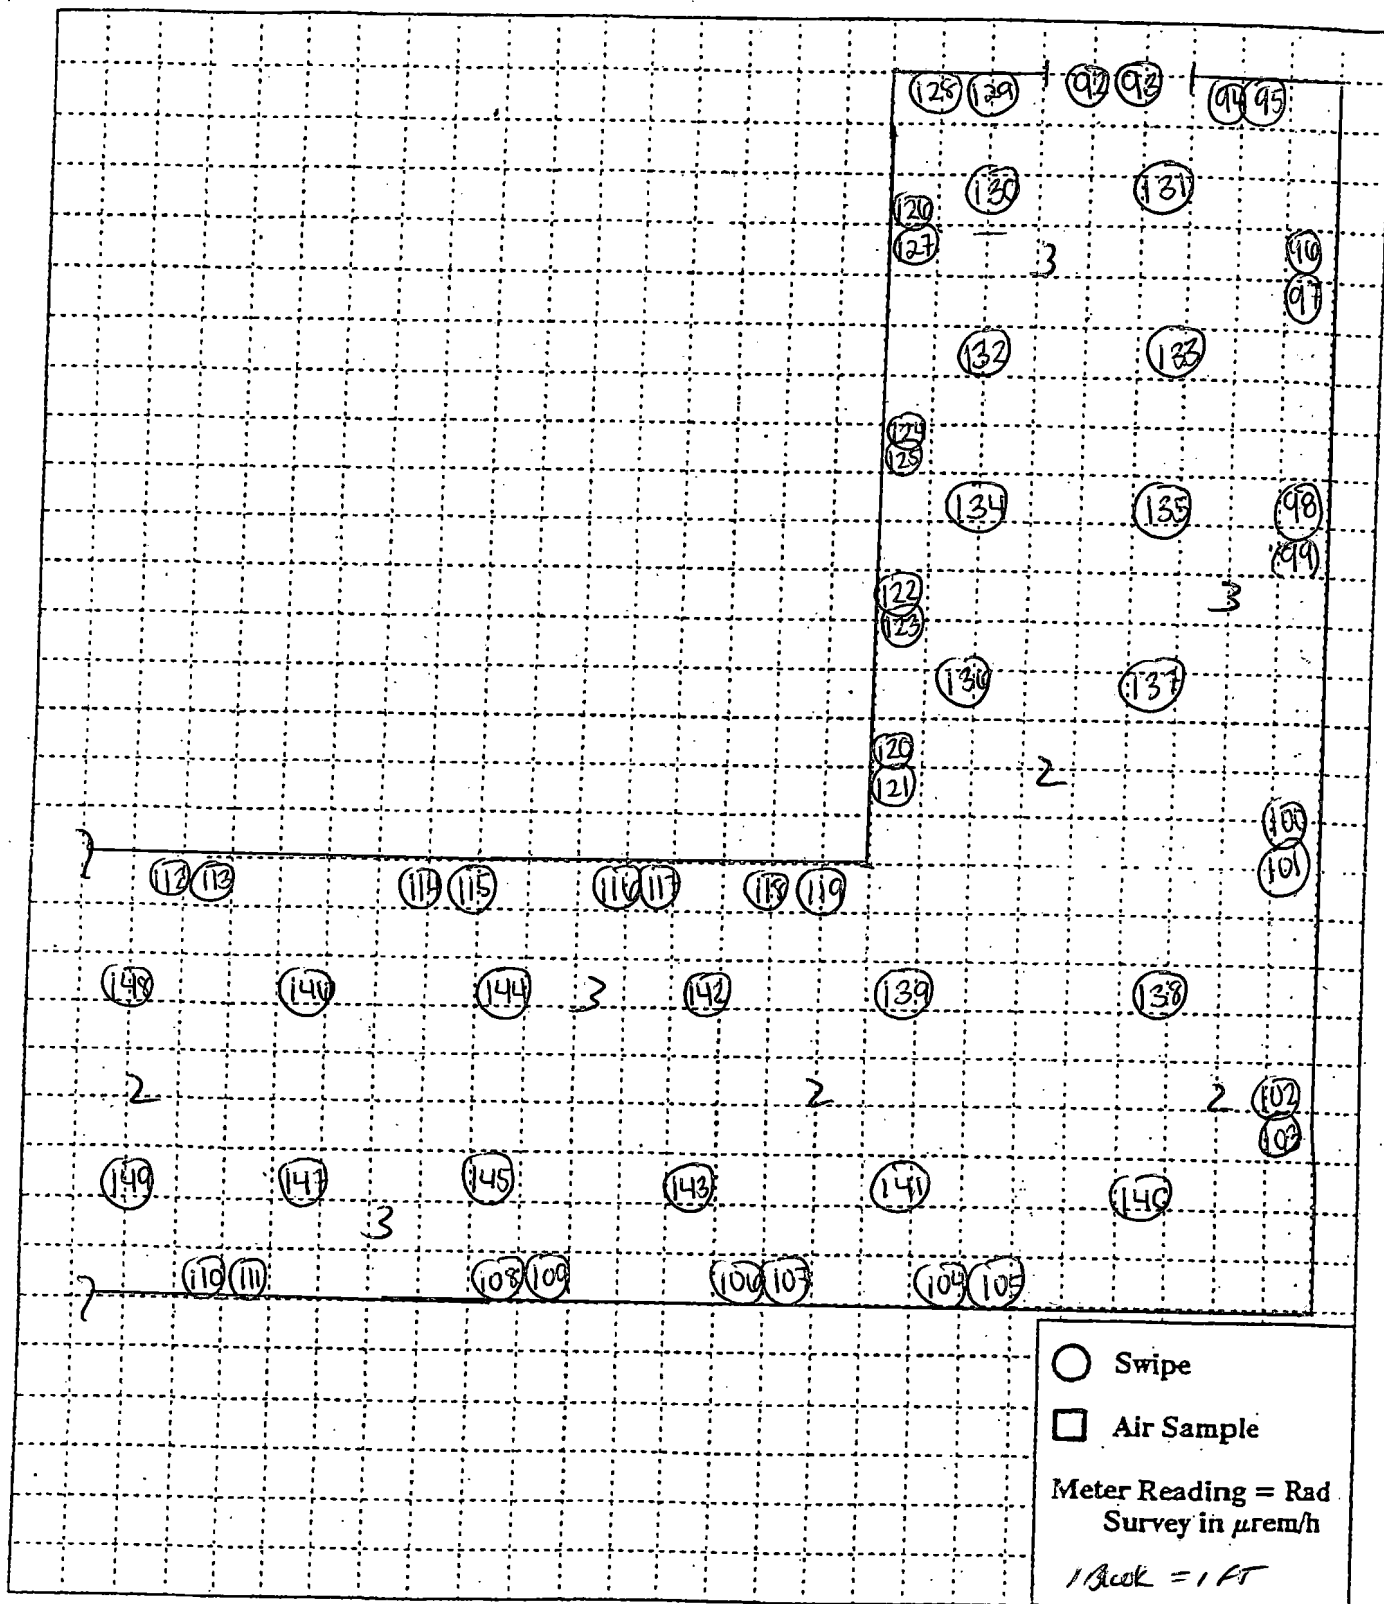 128 129 92 93 94 95
130 131
126
127 3 96
97
132 133
124
125
134 135 98
99
122 3
123
136 137
120 2
121
100
101
112 113 114 115 116 117 118 119
148 146 144 3 142 139 138
2 2 2 102
103
149 147 145 143 141 140
3
110 111 108 109 106 107 104 105
Swipe
Air Sample
Meter Reading = Rad
Survey in µrem/h
1 Block = 1 FT